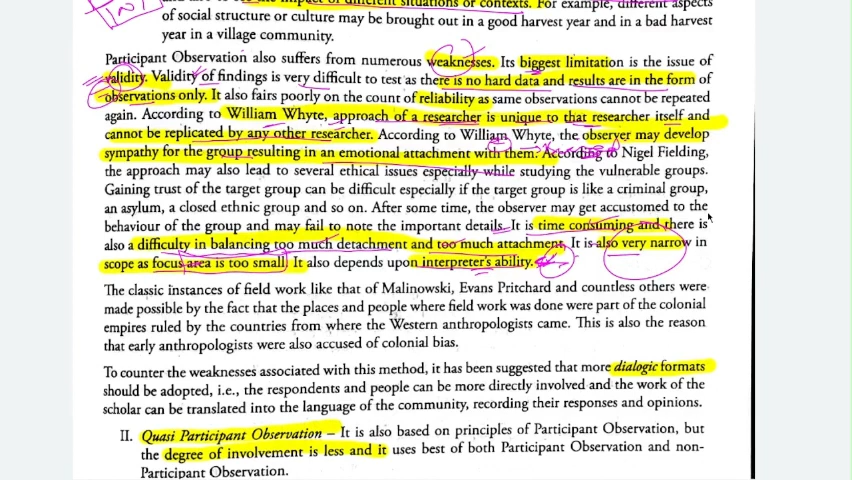 and also to see the impact of different situations or contexts. For example, different aspects
of social structure or culture may be brought out in a good harvest year and in a bad harvest
year in a village community.
Participant Observation also suffers from numerous weaknesses. Its biggest limitation is the issue of
validity. Validity of findings is very difficult to test as there is no hard data and results are in the form of
observations only. It also fairs poorly on the count of reliability as same observations cannot be repeated
again. According to William Whyte, approach of a researcher is unique to that researcher itself and
cannot be replicated by any other researcher. According to William Whyte, the observer may develop
sympathy for the group resulting in an emotional attachment with them. According to Nigel Fielding,
the approach may also lead to several ethical issues especially while studying the vulnerable groups.
Gaining trust of the target group can be difficult especially if the target group is like a criminal group,
an asylum, a closed ethnic group and so on. After some time, the observer may get accustomed to the
behaviour of the group and may fail to note the important details. It is time consuming and there is
also a difficulty in balancing too much detachment and too much attachment. It is also very narrow in
scope as focus area is too small. It also depends upon interpreter's ability.
The classic instances of field work like that of Malinowski, Evans Pritchard and countless others were
made possible by the fact that the places and people where field work was done were part of the colonial
empires ruled by the countries from where the Western anthropologists came. This is also the reason
that early anthropologists were also accused of colonial bias.
To counter the weaknesses associated with this method, it has been suggested that more dialogic formats
should be adopted, i.e., the respondents and people can be more directly involved and the work of the
scholar can be translated into the language of the community, recording their responses and opinions.
II. Quasi Participant Observation – It is also based on principles of Participant Observation, but
the degree of involvement is less and it uses best of both Participant Observation and non-
Participant Observation.